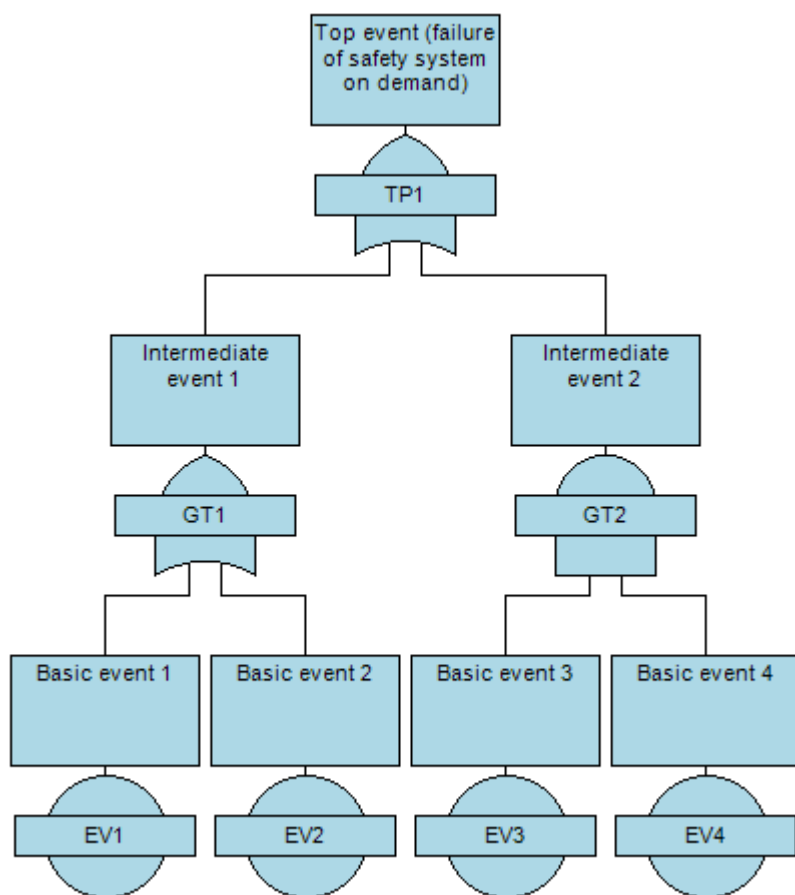 Top event (failure
of safety system
on demand)
TP1
Intermediate
event 1
Intermediate
event 2
GT1
GT2
Basic event 1
Basic event 2
Basic event 3
Basic event 4
EV1
EV2
EV3
EV4